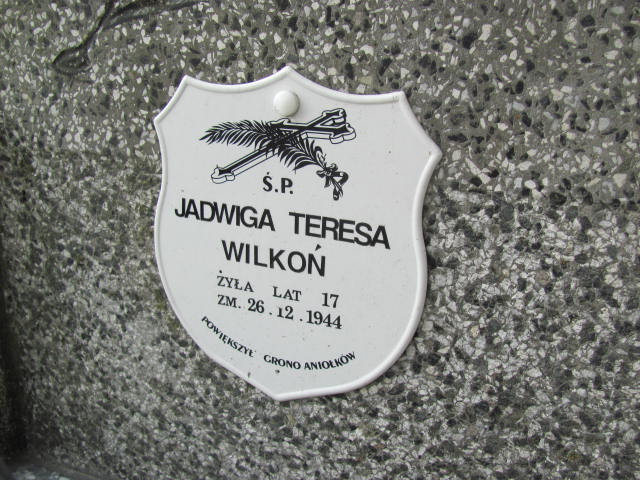 Ś.P.
JADWIGA TERESA
WILKOŃ
ŻYŁA LAT 17
ZM. 26.12.1944
POWIĘKSZYŁ GRONO ANIOŁKÓW